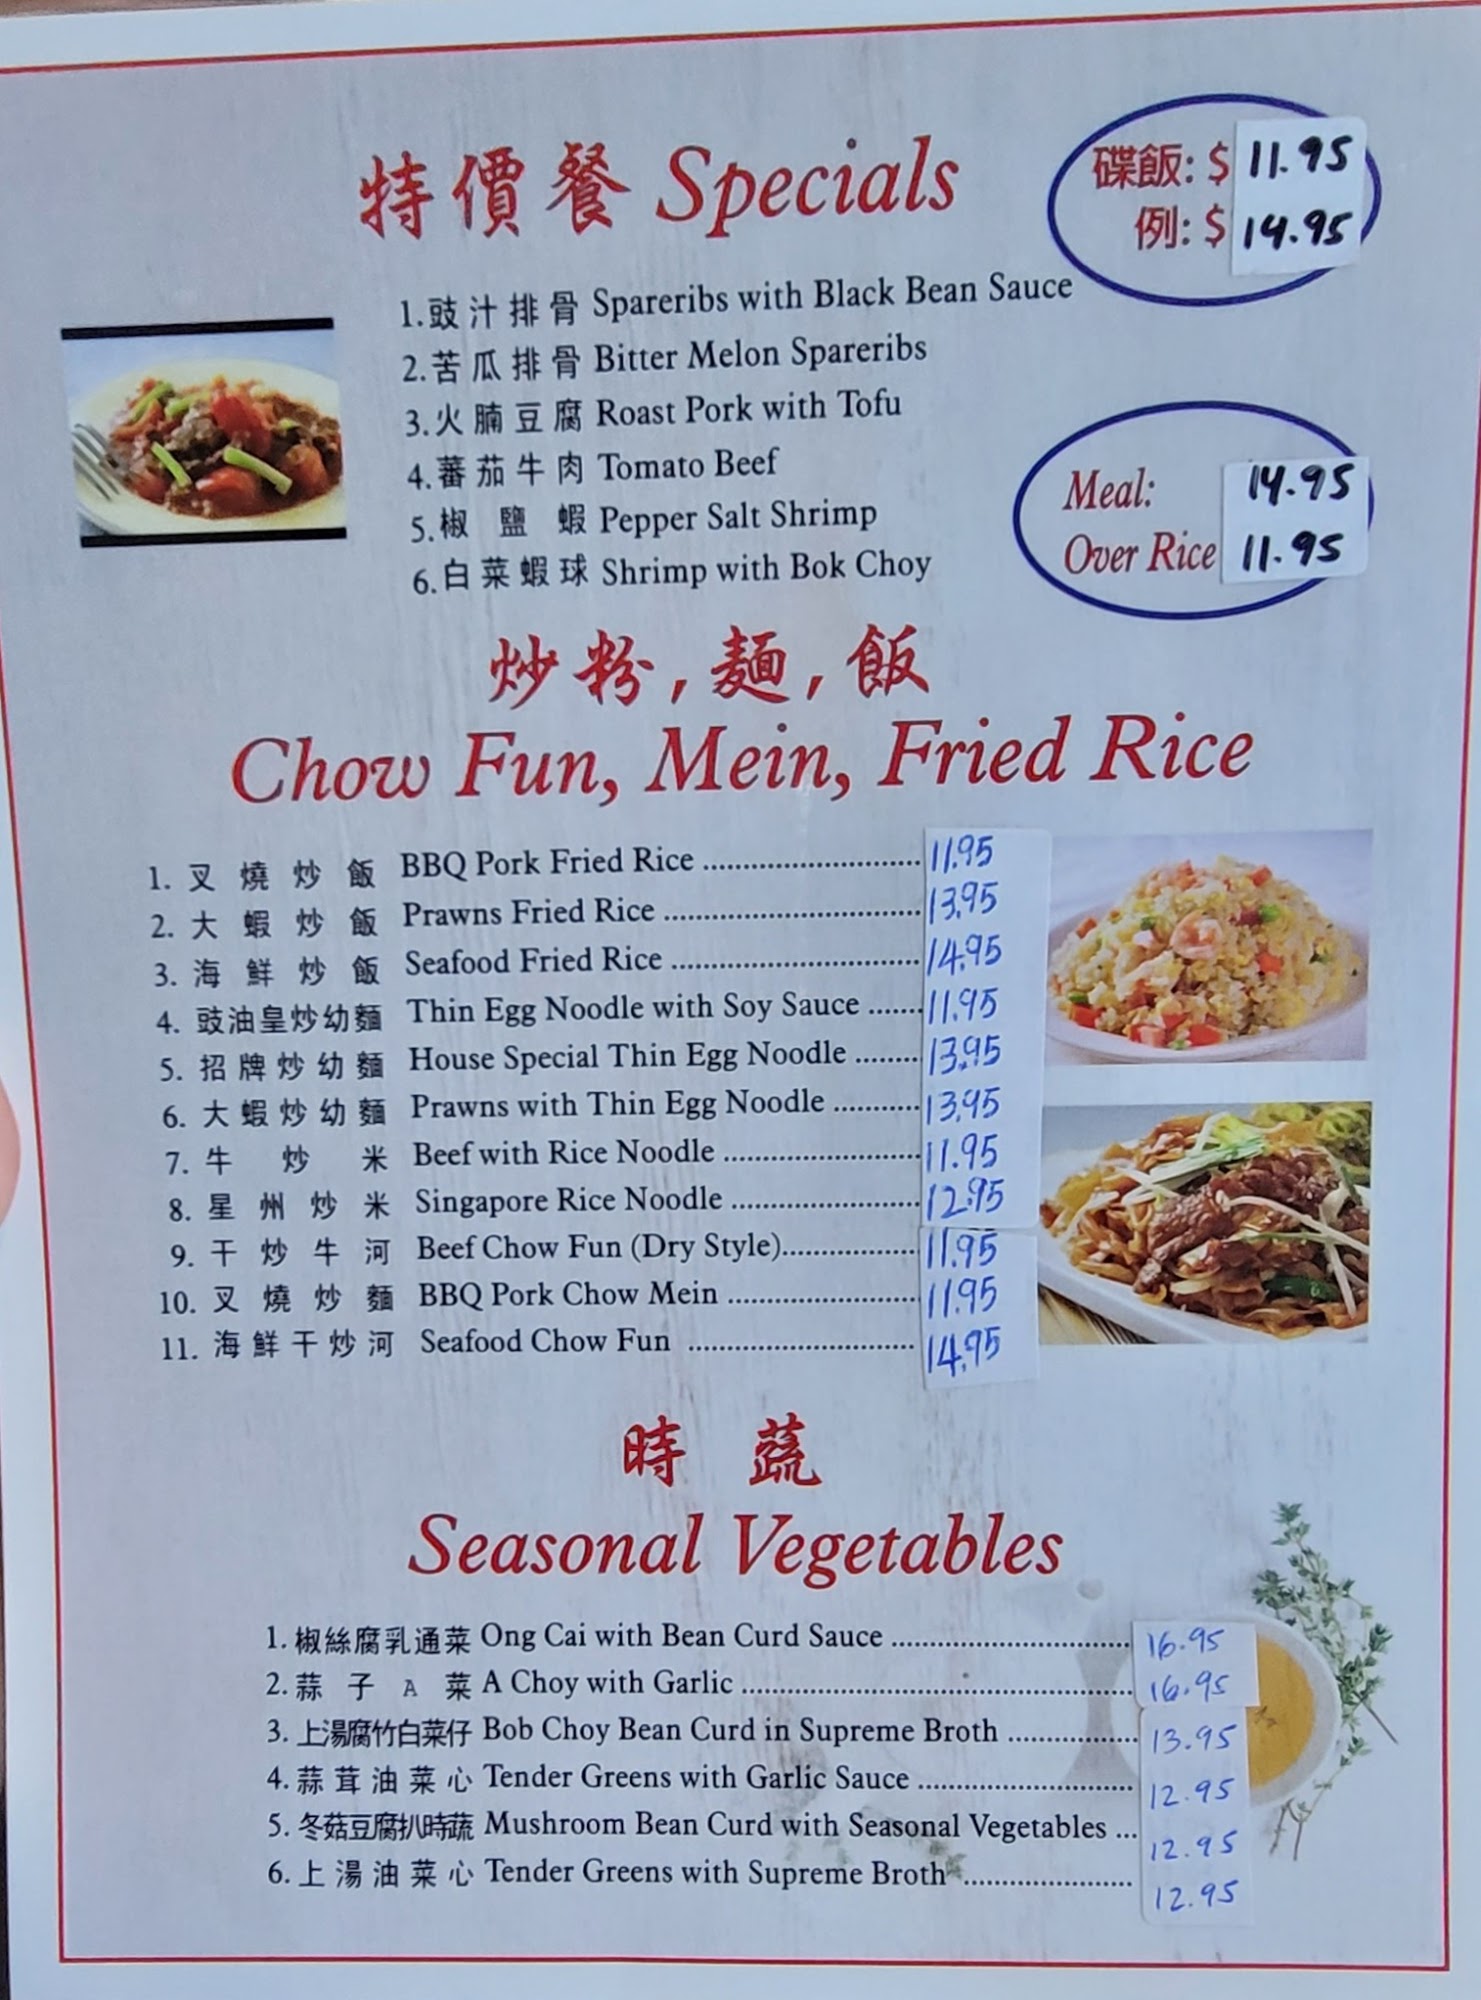 特價餐 Specials
碟飯: $ 11.95
例: $ 14.95
1.豉汁排骨 Spareribs with Black Bean Sauce
2.苦瓜排骨 Bitter Melon Spareribs
3.火腩豆腐 Roast Pork with Tofu
4.蕃茄牛肉 Tomato Beef
5.椒鹽蝦 Pepper Salt Shrimp
6.白菜蝦球 Shrimp with Bok Choy
Meal: 14.95
Over Rice 11.95
炒粉,麵,飯
Chow Fun, Mein, Fried Rice
1. 叉燒炒飯 BBQ Pork Fried Rice ........ 11.95
2. 大蝦炒飯 Prawns Fried Rice ........ 13.95
3. 海鮮炒飯 Seafood Fried Rice ........ 14.95
4. 豉油皇炒幼麵 Thin Egg Noodle with Soy Sauce ....... 11.95
5. 招牌炒幼麵 House Special Thin Egg Noodle ........ 13.95
6. 大蝦炒幼麵 Prawns with Thin Egg Noodle ........ 13.95
7. 牛炒米 Beef with Rice Noodle ........ 11.95
8. 星州炒米 Singapore Rice Noodle ........ 12.95
9. 干炒牛河 Beef Chow Fun (Dry Style)........ 11.95
10. 叉燒炒麵 BBQ Pork Chow Mein ........ 11.95
11. 海鮮干炒河 Seafood Chow Fun ........ 14.95
時蔬
Seasonal Vegetables
1. 椒絲腐乳通菜 Ong Cai with Bean Curd Sauce ........ 16.95
2. 蒜子A菜 A Choy with Garlic ........ 16.95
3. 上湯腐竹白菜仔 Bob Choy Bean Curd in Supreme Broth ........ 13.95
4. 蒜茸油菜心 Tender Greens with Garlic Sauce ........ 12.95
5. 冬菇豆腐扒時蔬 Mushroom Bean Curd with Seasonal Vegetables ... 12.95
6. 上湯油菜心 Tender Greens with Supreme Broth ........ 12.95